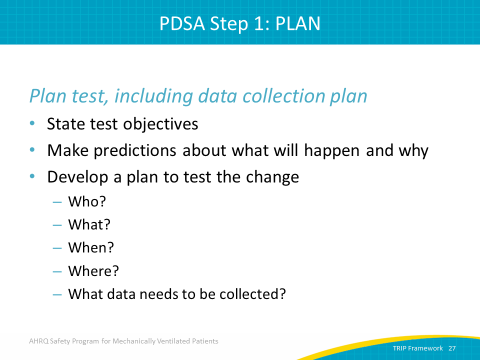 PDSA Step 1: PLAN
Plan test, including data collection plan
• State test objectives
• Make predictions about what will happen and why
• Develop a plan to test the change
– Who?
– What?
– When?
– Where?
– What data needs to be collected?
AHRQ Safety Program for Mechanically Ventilated Patients
TRIP Framework 27